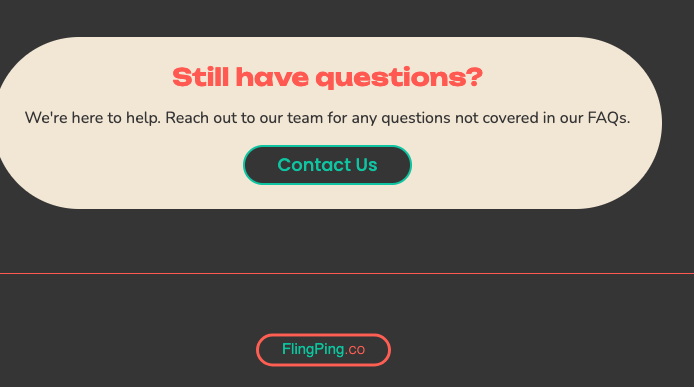 Still have questions?
We're here to help. Reach out to our team for any questions not covered in our FAQs.
Contact Us
FlingPing.co